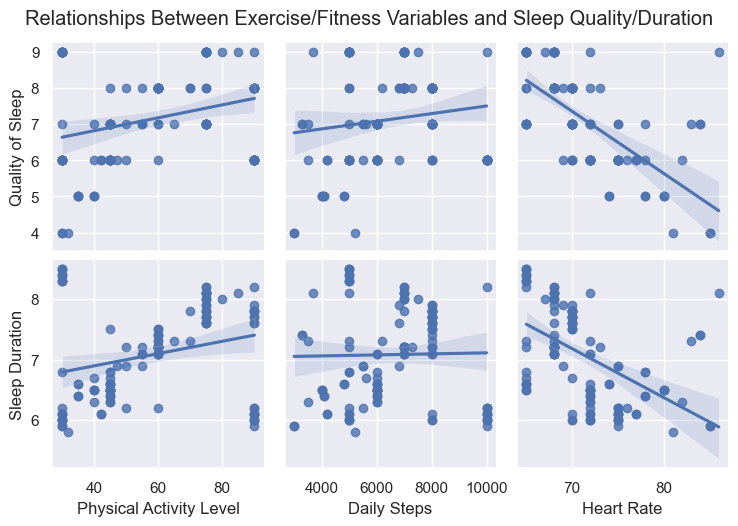 Relationships Between Exercise/Fitness Variables and Sleep Quality/Duration
9
8
7
6
5
4
Quality of Sleep
8
7
6
Sleep Duration
40 60 80
4000 6000 8000 10000
70 80
Physical Activity Level
Daily Steps
Heart Rate